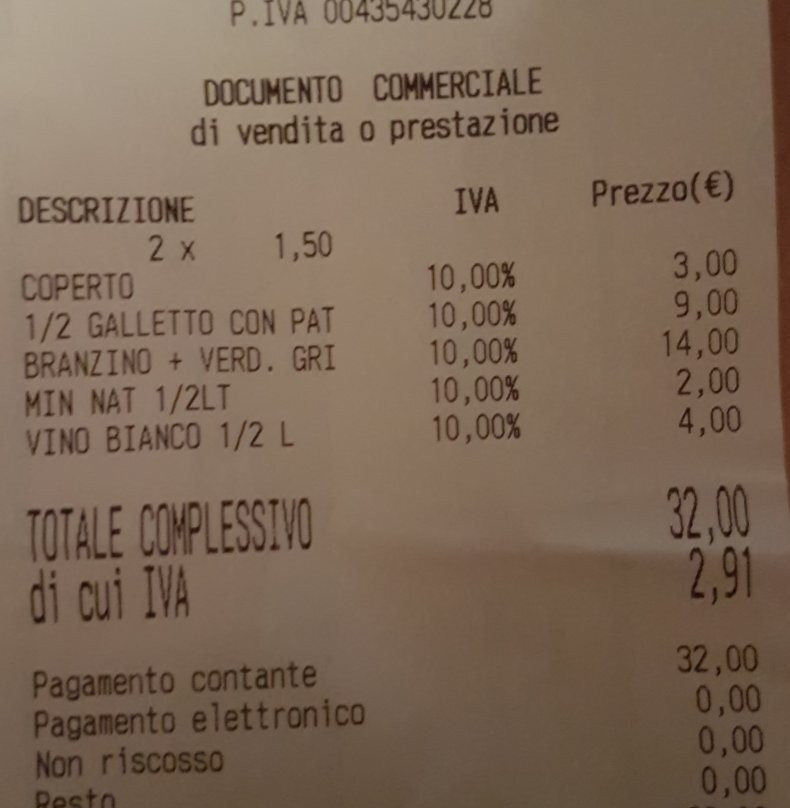 P.IVA 00435430228
DOCUMENTO COMMERCIALE
di vendita o prestazione
DESCRIZIONE IVA Prezzo(€)
2 x 1,50
COPERTO 10,00% 3,00
1/2 GALLETTO CON PAT 10,00% 9,00
BRANZINO + VERD. GRI 10,00% 14,00
MIN NAT 1/2LT 10,00% 2,00
VINO BIANCO 1/2 L 10,00% 4,00
TOTALE COMPLESSIVO 32,00
di cui IVA 2,91
Pagamento contante 32,00
Pagamento elettronico 0,00
Non riscosso 0,00
Resto 0,00